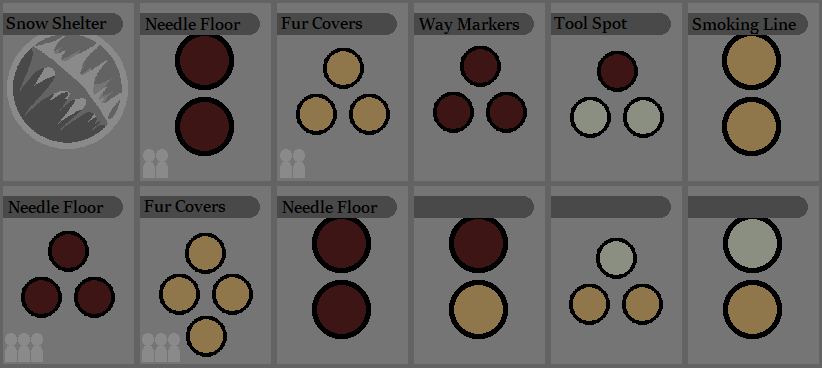 Snow Shelter
Needle Floor
Fur Covers
Way Markers
Tool Spot
Smoking Line
Needle Floor
Fur Covers
Needle Floor